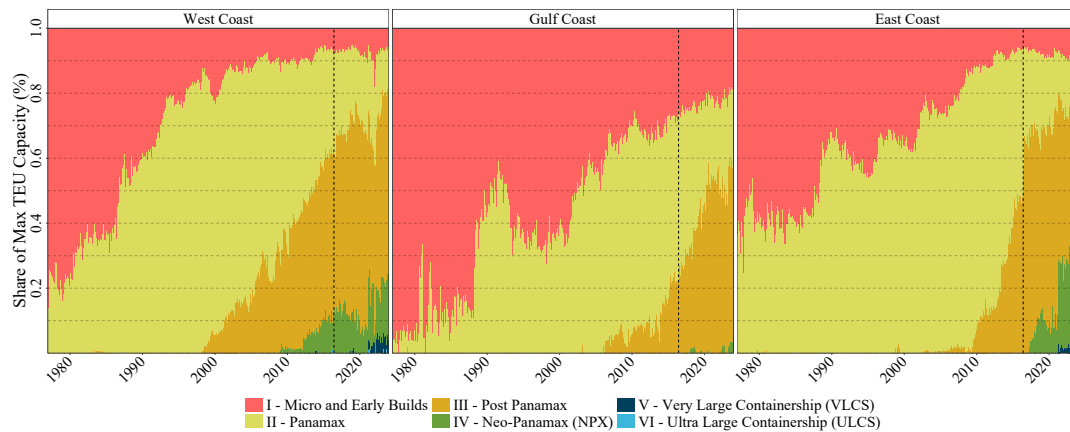 West Coast
Gulf Coast
East Coast
Share of Max TEU Capacity (%)
1.0
0.8
0.6
0.4
0.2
1980 1990 2000 2010 2020
1980 1990 2000 2010 2020
1980 1990 2000 2010 2020
I - Micro and Early Builds III - Post Panamax V - Very Large Containership (VLCS)
II - Panamax IV - Neo-Panamax (NPX) VI - Ultra Large Containership (ULCS)